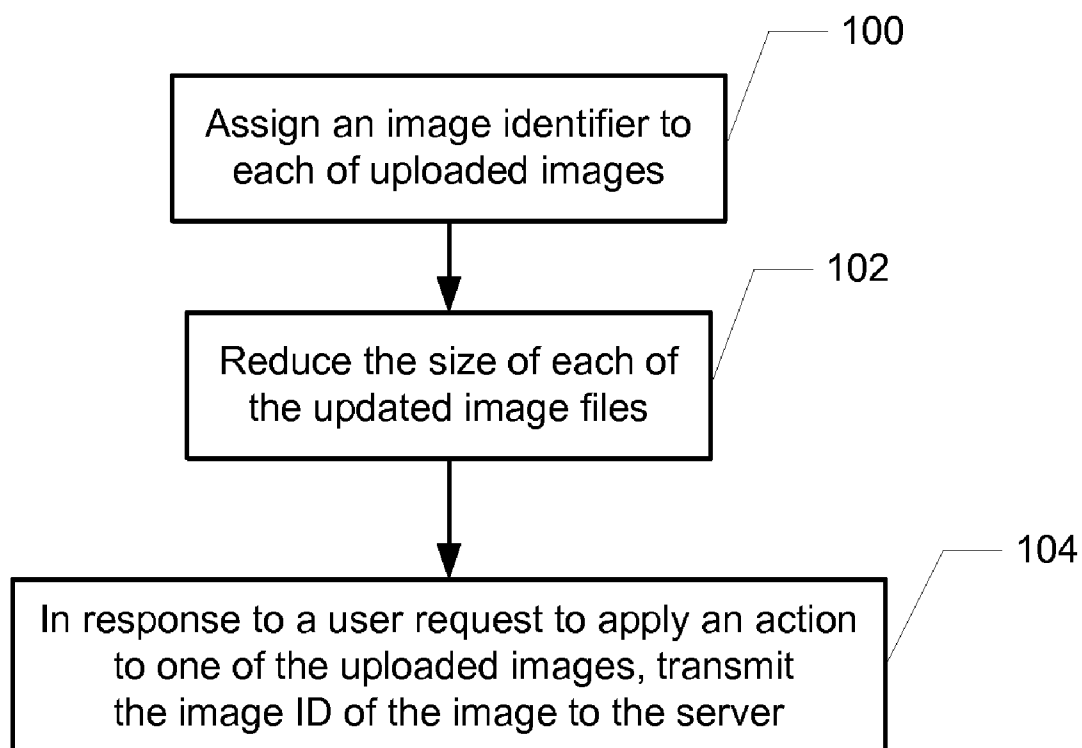 100
Assign an image identifier to
each of uploaded images
102
Reduce the size of each of
the updated image files
104
In response to a user request to apply an action
to one of the uploaded images, transmit
the image ID of the image to the server